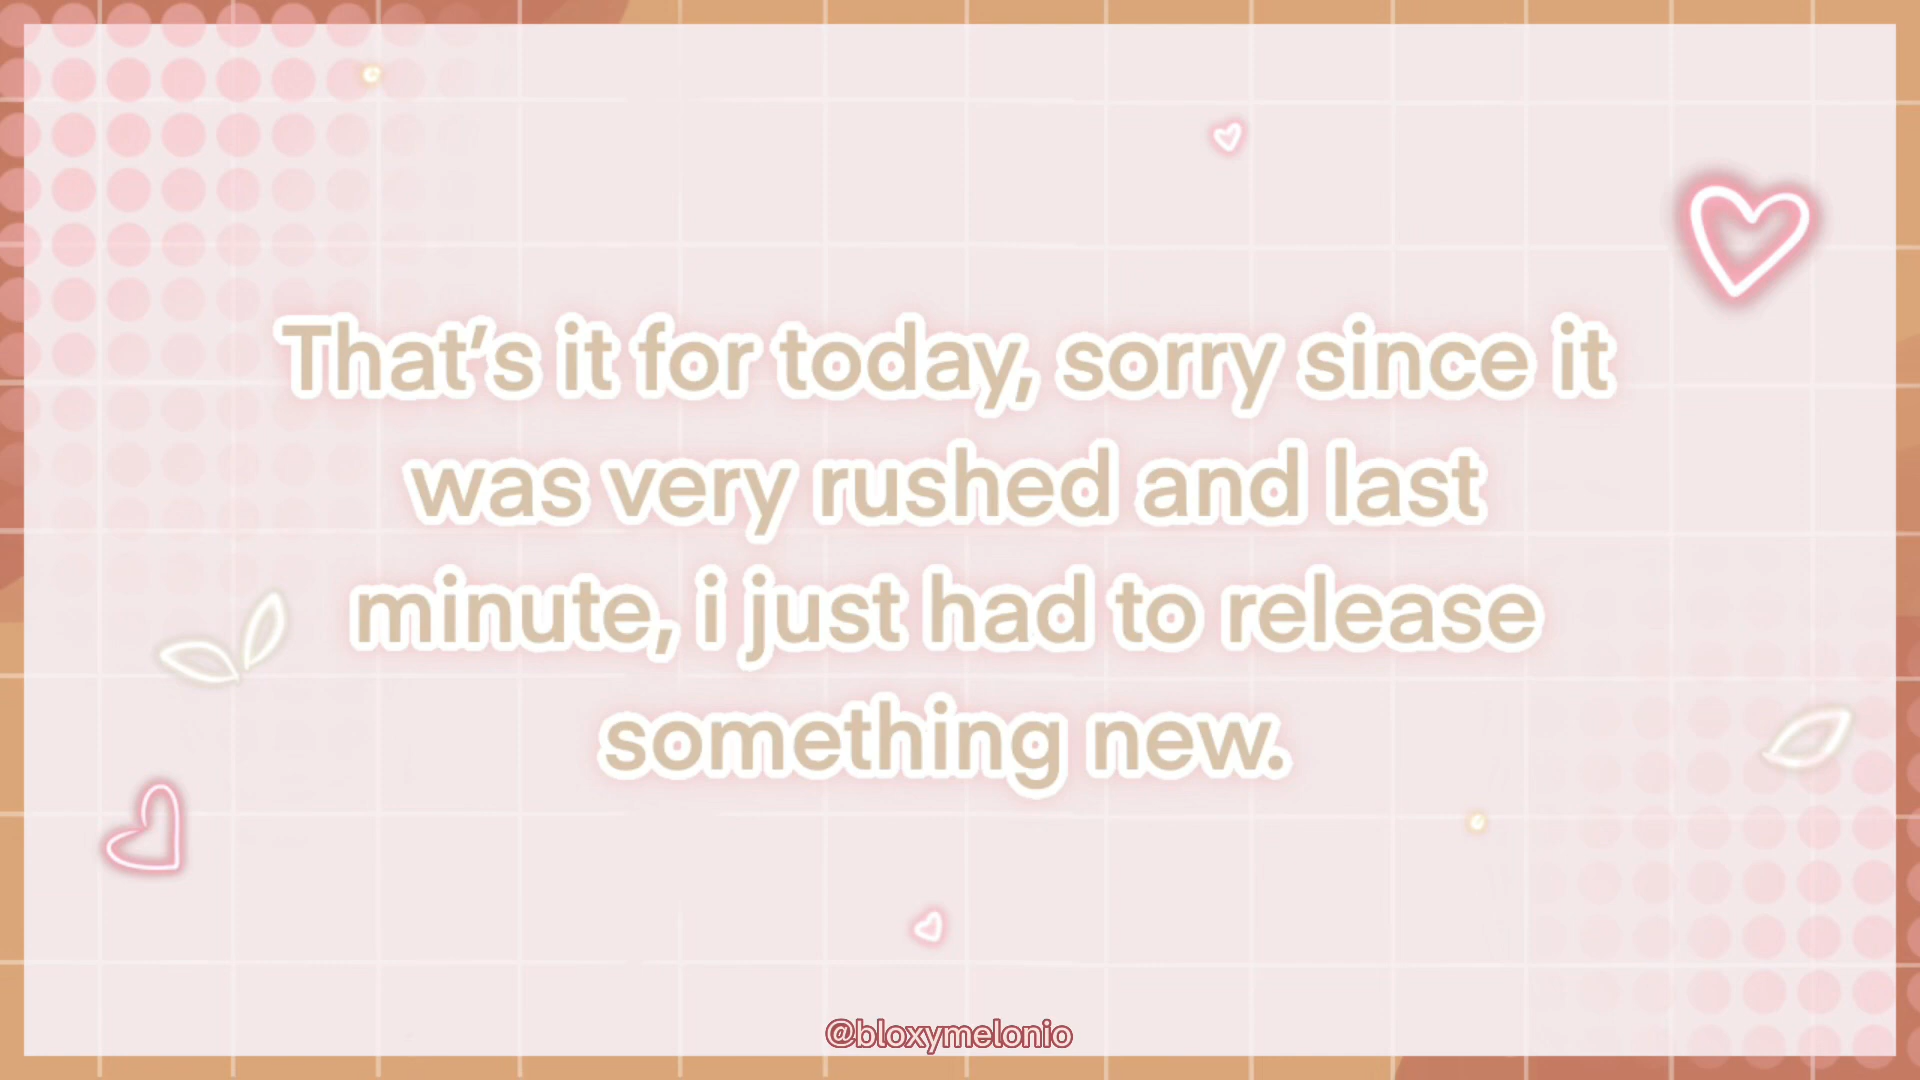 That’s it for today, sorry since it
was very rushed and last
minute, i just had to release
something new.
@bloxymelonio